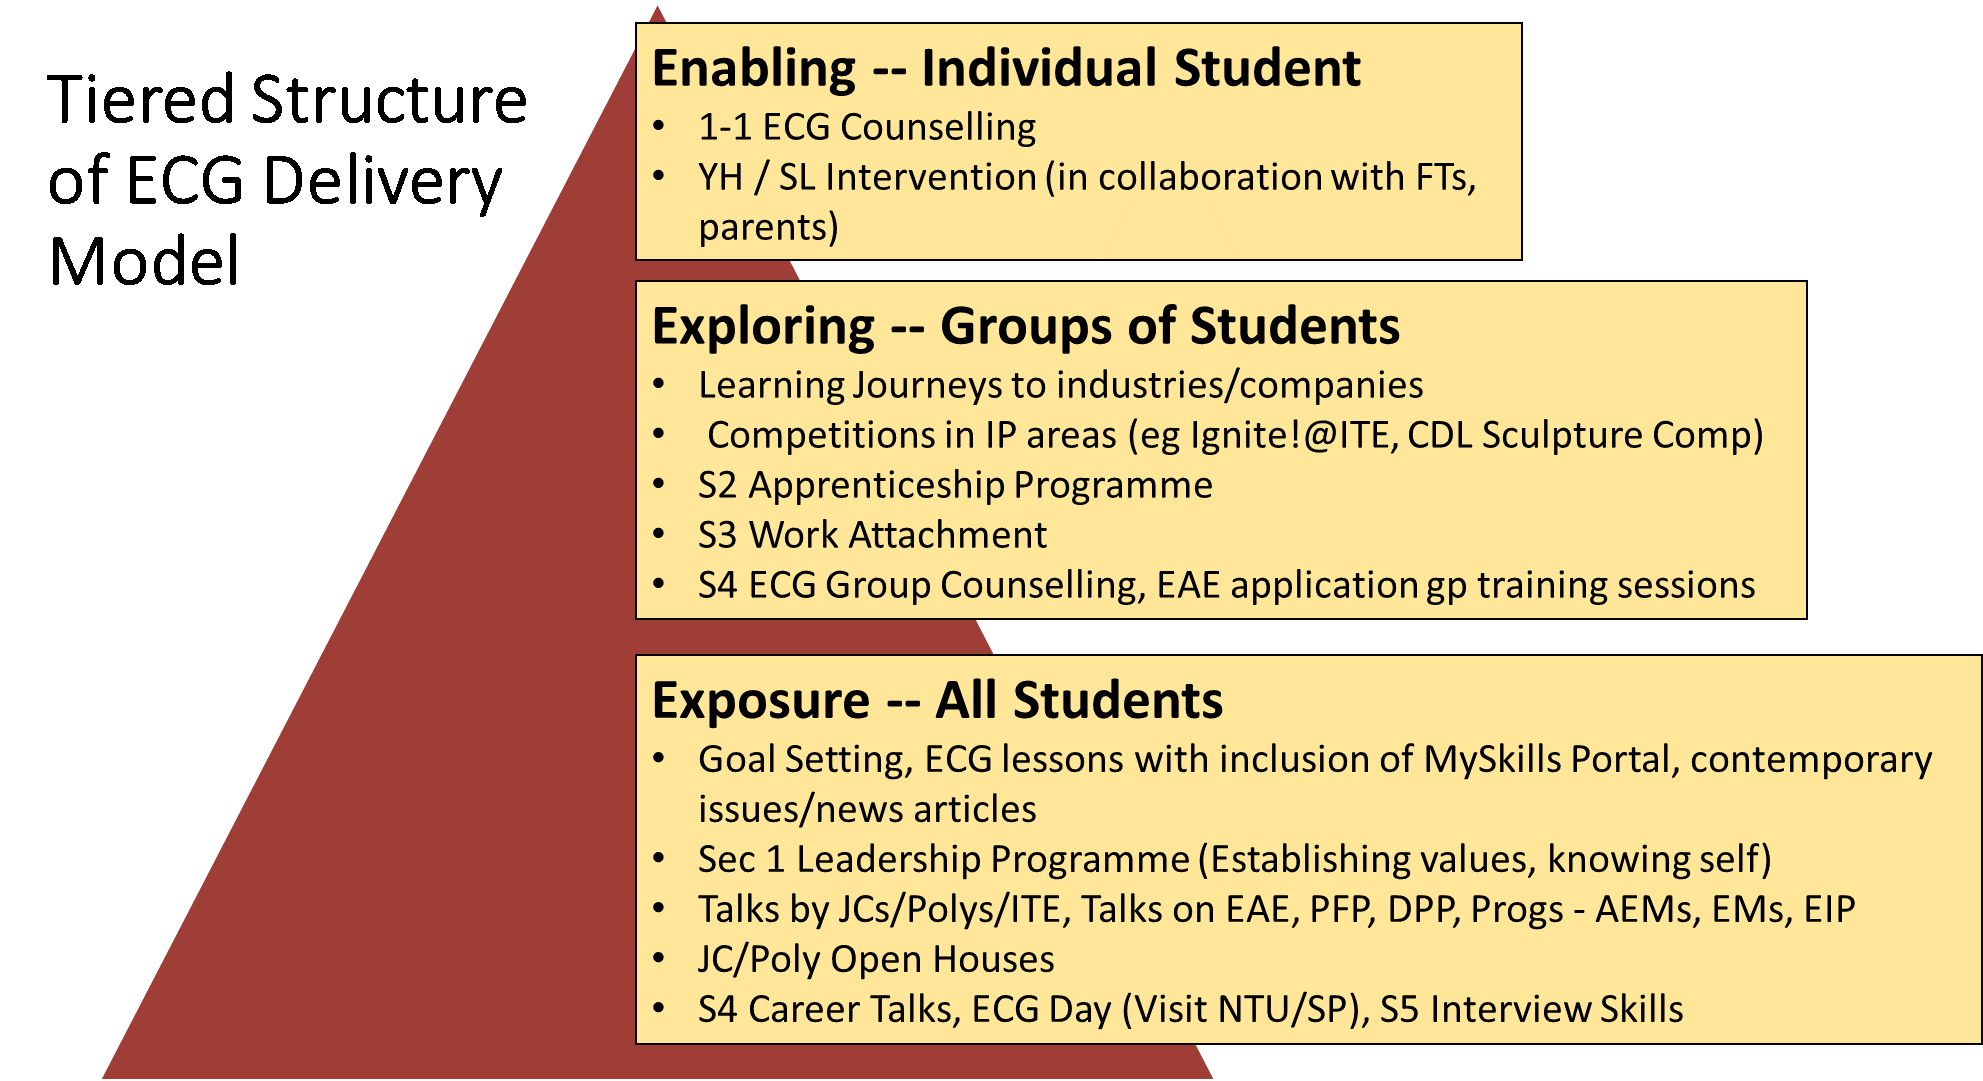 Tiered Structure
of ECG Delivery
Model
Enabling -- Individual Student
• 1-1 ECG Counselling
• YH / SL Intervention (in collaboration with FTs,
parents)
Exploring -- Groups of Students
• Learning Journeys to industries/companies
• Competitions in IP areas (eg Ignite!@ITE, CDL Sculpture Comp)
• S2 Apprenticeship Programme
• S3 Work Attachment
• S4 ECG Group Counselling, EAE application gp training sessions
Exposure -- All Students
• Goal Setting, ECG lessons with inclusion of MySkills Portal, contemporary
issues/news articles
• Sec 1 Leadership Programme (Establishing values, knowing self)
• Talks by JCs/Polys/ITE, Talks on EAE, PFP, DPP, Progs - AEMs, EMs, EIP
• JC/Poly Open Houses
• S4 Career Talks, ECG Day (Visit NTU/SP), S5 Interview Skills